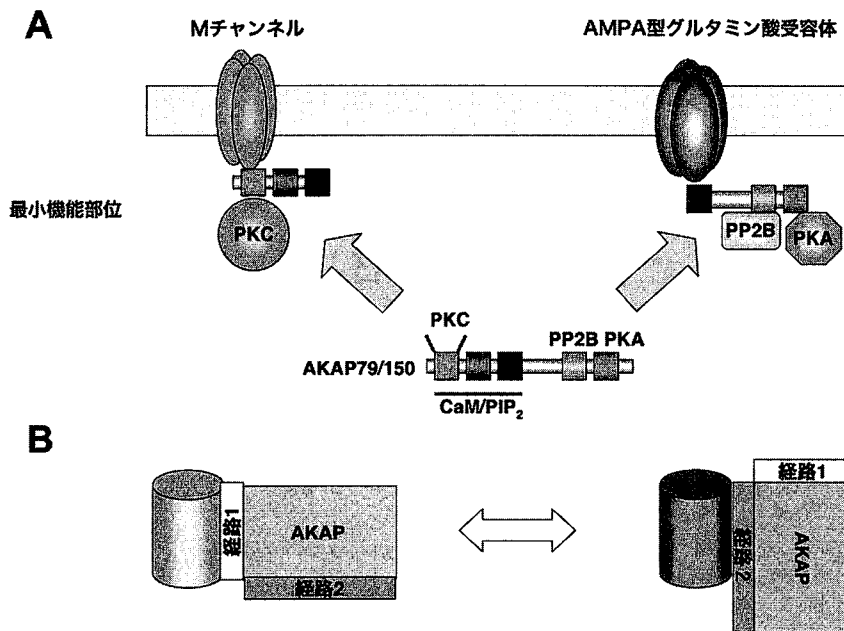 A
Mチャンネル
AMPA型グルタミン酸受容体
最小機能部位
PKC
PP2B
PKA
PKC
PP2B PKA
AKAP79/150
CaM/PIP₂
B
経路1
AKAP
経路2
経路1
経路2
AKAP